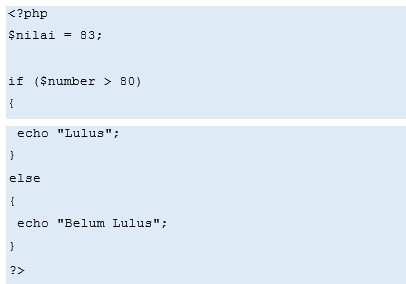 <?php
$nilai = 83;
if ($number > 80)
{
echo "Lulus";
}
else
{
echo "Belum Lulus";
}
?>